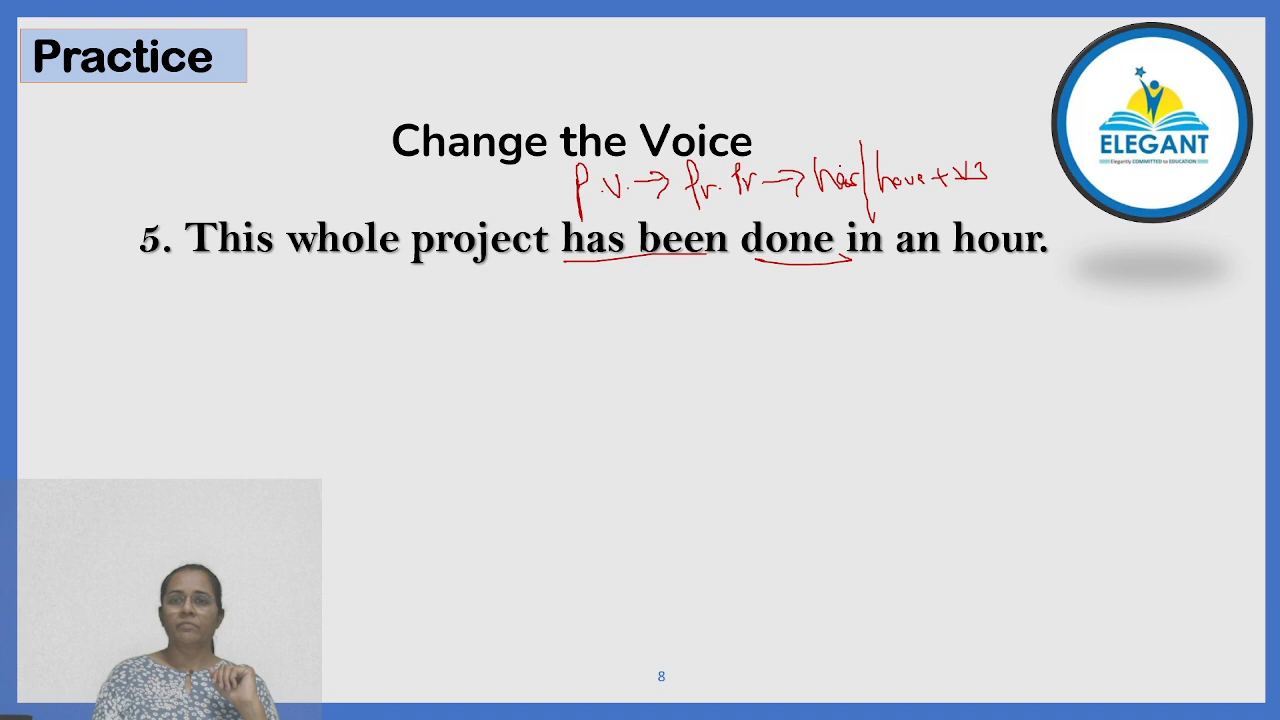 Practice
ELEGANT
Elegantly COMMITTED to EDUCATION
Change the Voice
P.V. → Pr. Pr → has / have + V3
5. This whole project has been done in an hour.
8